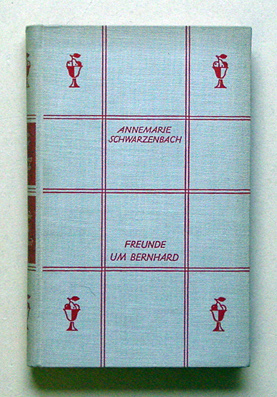 ANNEMARIE
SCHWARZENBACH
FREUNDE
UM BERNHARD